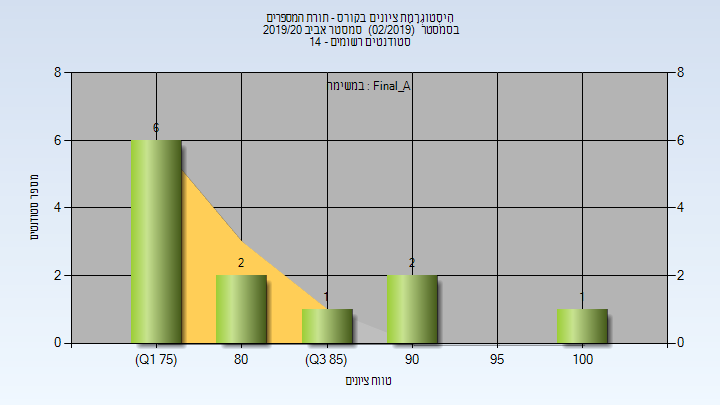 היסטוגרמת ציונים בקורס - תורת המספרים
בסמסטר (02/2019) סמסטר אביב 2019/20
סטודנטים רשומים - 14
במשימה : Final_A
8 8
6 6
4 4
2 2
0 0
6
2
1
2
1
מספר סטודנטים
(Q1 75) 80 (Q3 85) 90 95 100
טווח ציונים